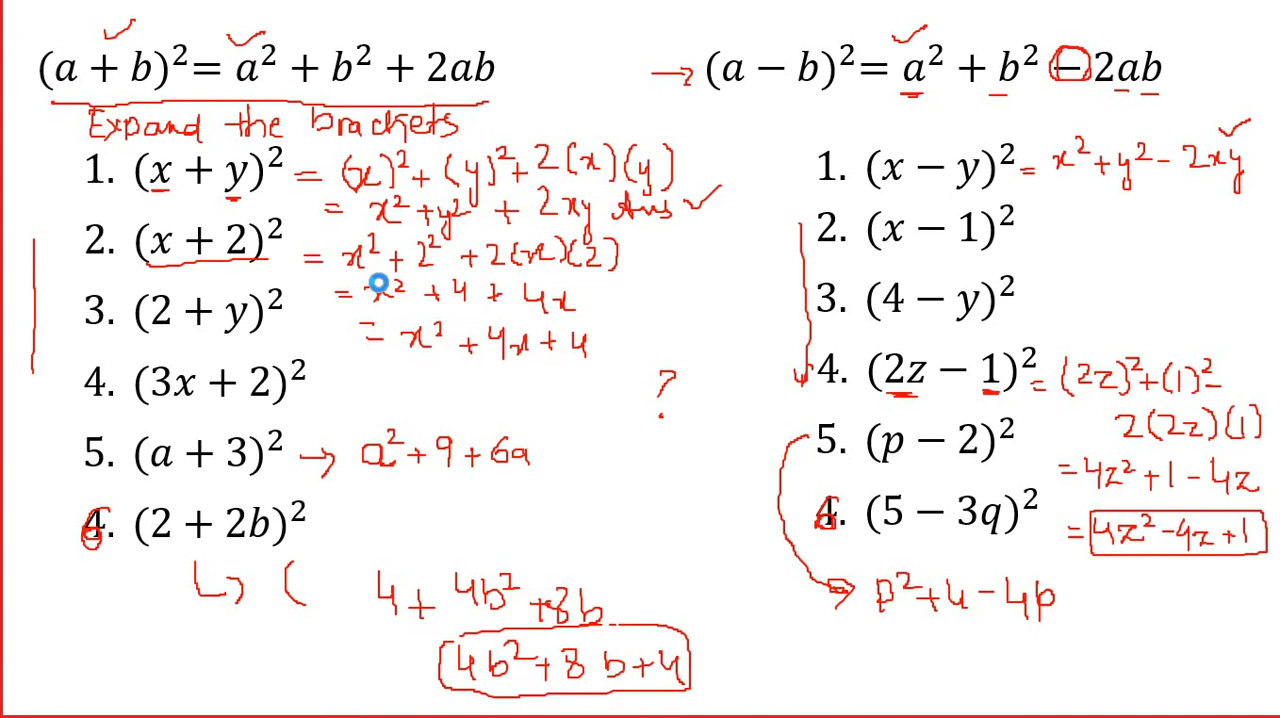 (a + b)² = a² + b² + 2ab
Expand the brackets
1. (x + y)² = (x)² + (y)² + 2(x)(y)
= x² + y² + 2xy Ans ✓
2. (x + 2)² = x² + 2² + 2(x)(2)
= x² + 4 + 4x
= x² + 4x + 4
3. (2 + y)²
4. (3x + 2)²
?
5. (a + 3)² → a² + 9 + 6a
6. (2 + 2b)²
↳ (
4 + 4b² + 8b
4b² + 8b + 4
→ (a − b)² = a² + b² − 2ab
1. (x − y)² = x² + y² − 2xy ✓
2. (x − 1)²
3. (4 − y)²
4. (2z − 1)² = (2z)² + (1)² −
2(2z)(1)
= 4z² + 1 − 4z
= 4z² − 4z + 1
5. (p − 2)²
6. (5 − 3q)²
→ p² + 4 − 4p